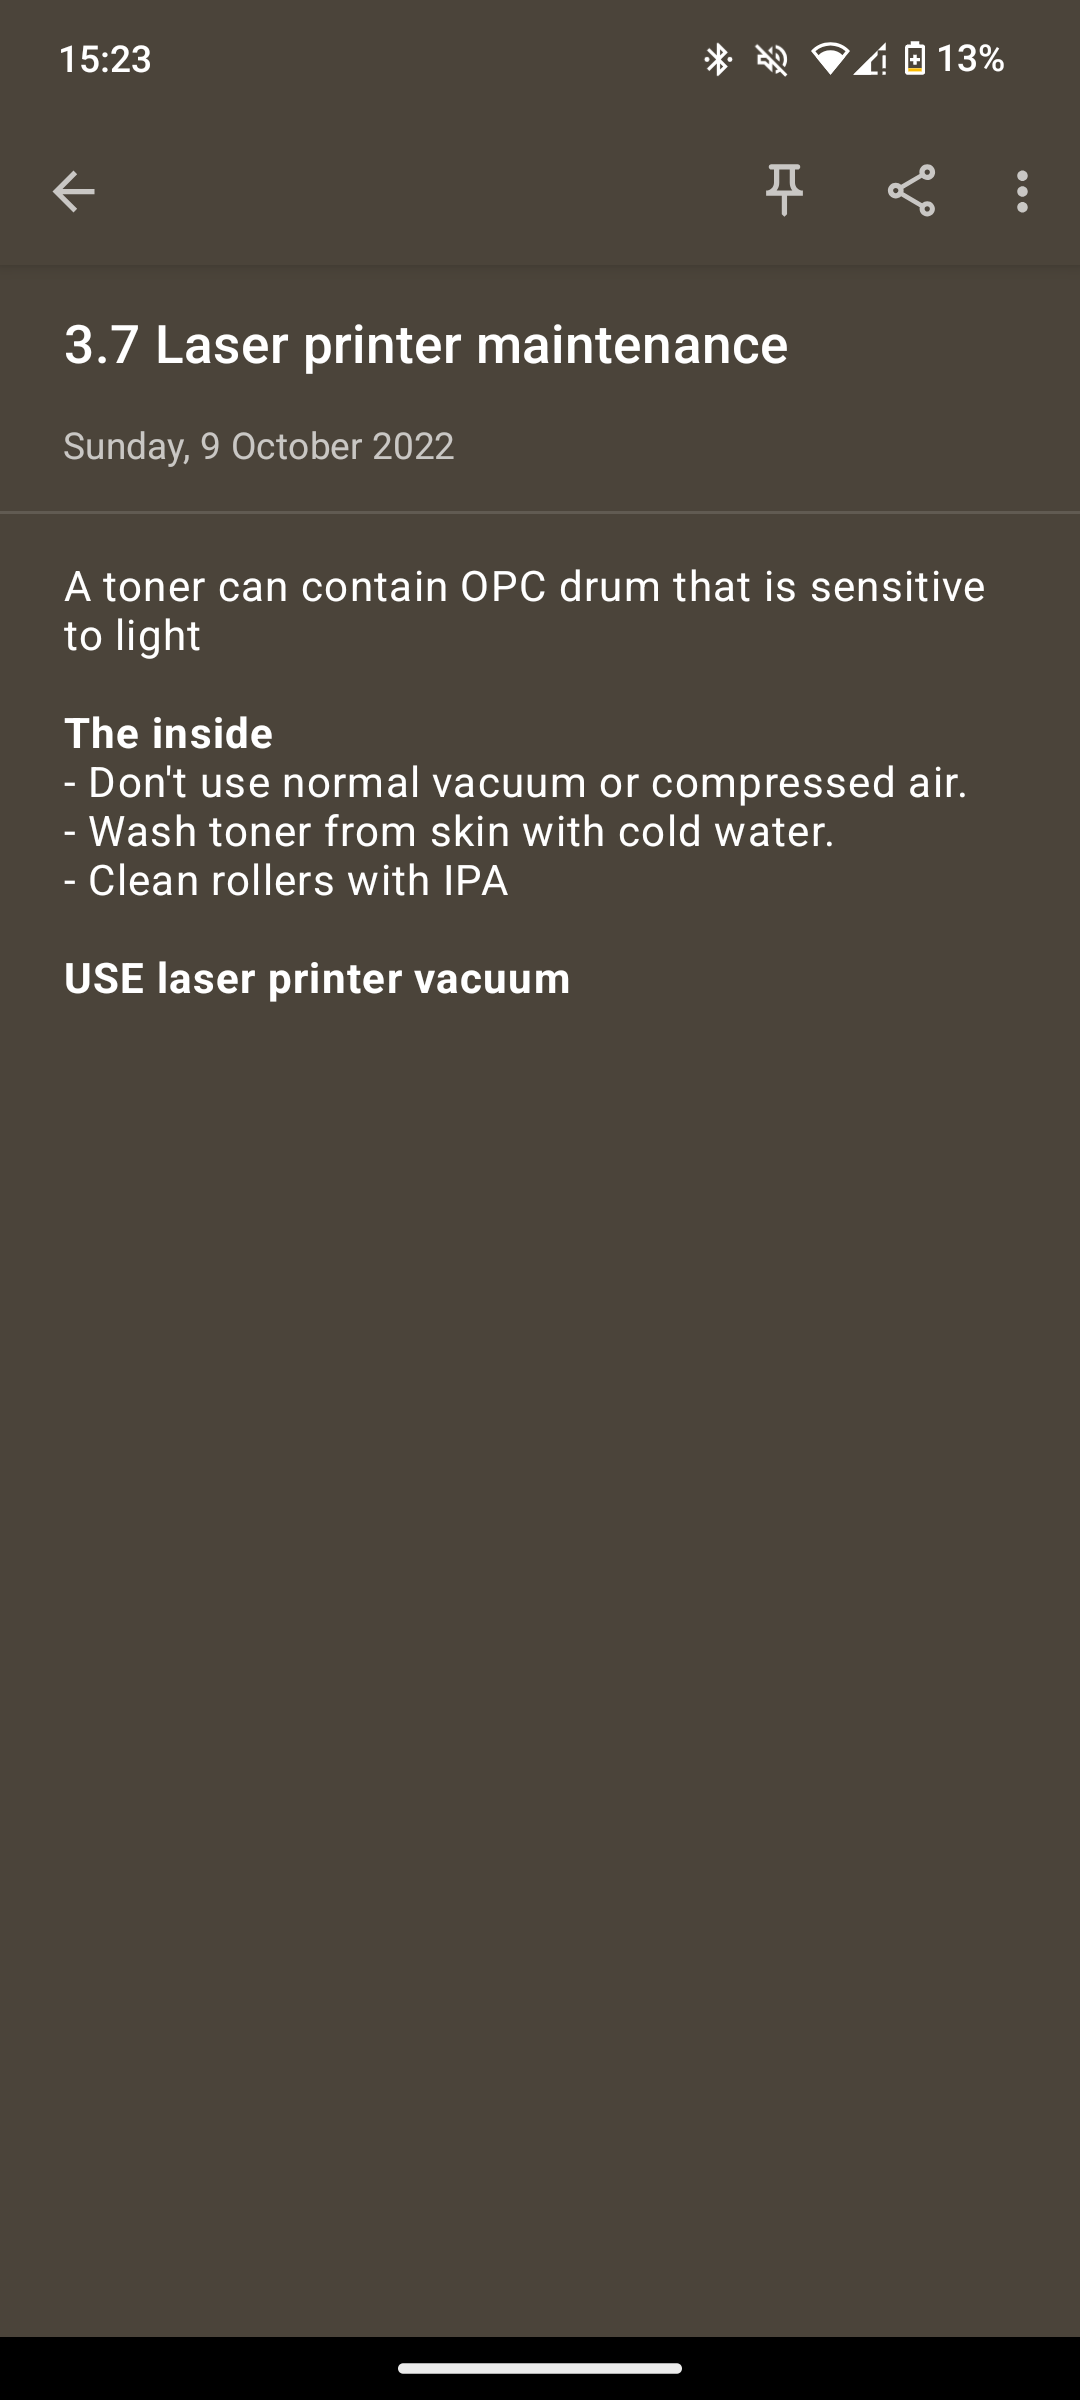 15:23
13%
3.7 Laser printer maintenance
Sunday, 9 October 2022
A toner can contain OPC drum that is sensitive
to light
The inside
- Don't use normal vacuum or compressed air.
- Wash toner from skin with cold water.
- Clean rollers with IPA
USE laser printer vacuum